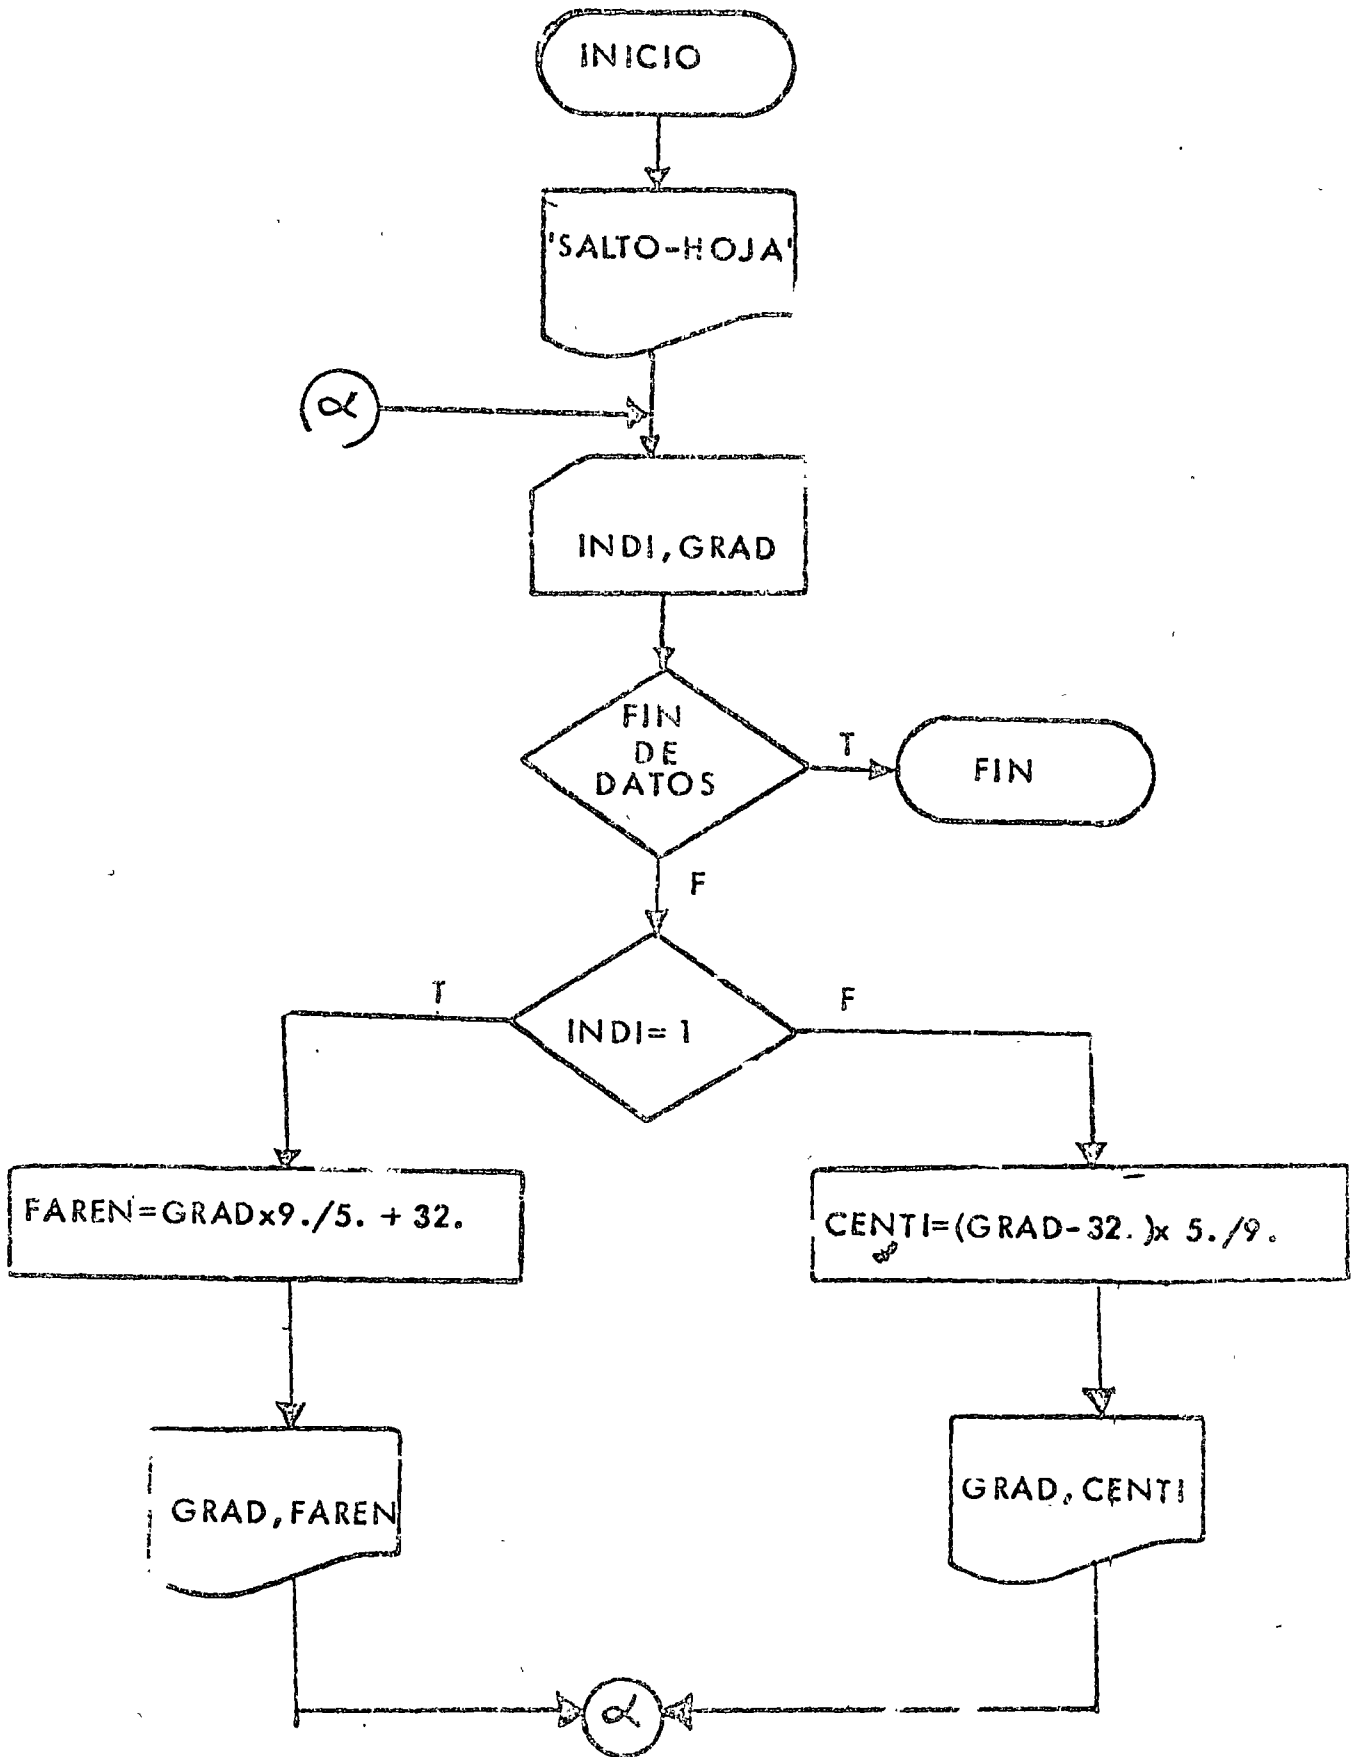 INICIO
'SALTO-HOJA'
α
INDI, GRAD
FIN
DE
DATOS
T
FIN
F
T
F
INDI= 1
FAREN=GRADx9./5. + 32.
CENTI=(GRAD-32.)x 5./9.
GRAD, FAREN
GRAD, CENTI
α